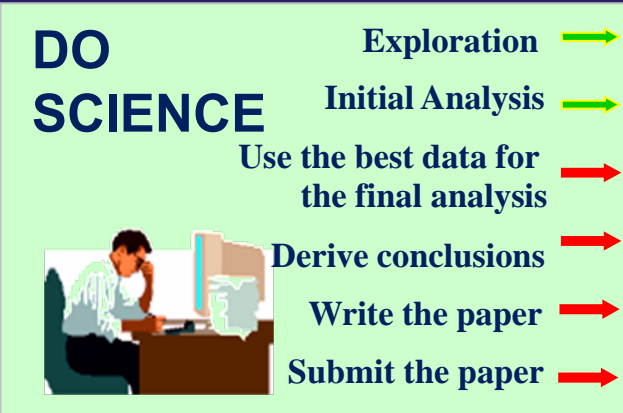 DO
SCIENCE
Exploration
Initial Analysis
Use the best data for
the final analysis
Derive conclusions
Write the paper
Submit the paper